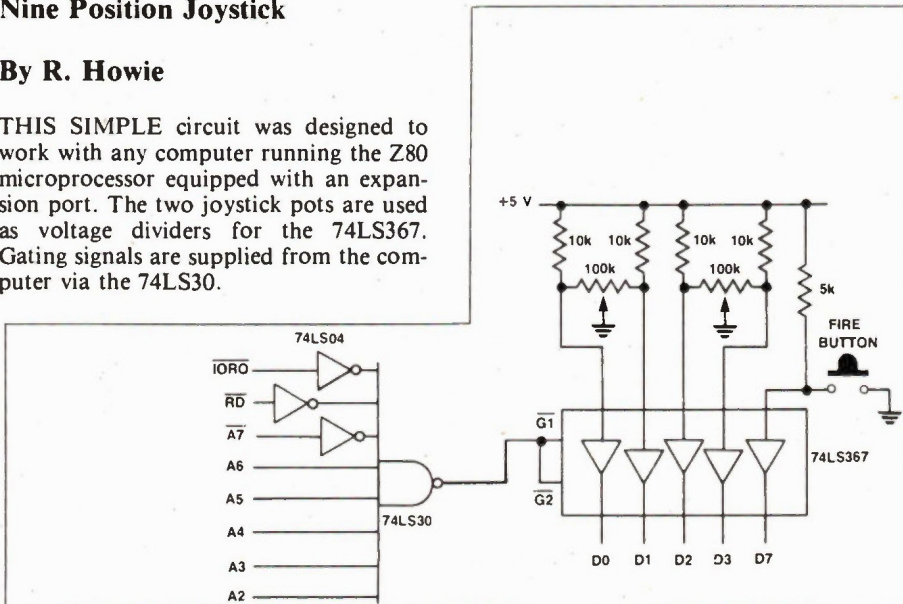 Nine Position Joystick
By R. Howie
THIS SIMPLE circuit was designed to
work with any computer running the Z80
microprocessor equipped with an expan-
sion port. The two joystick pots are used
as voltage dividers for the 74LS367.
Gating signals are supplied from the com-
puter via the 74LS30.
+5 V
10k 10k 10k 10k
100k 100k
5k
FIRE
BUTTON
74LS04
IORQ
RD
A7
A6
A5
A4
A3
A2
74LS30
G1
G2
74LS367
D0 D1 D2 D3 D7